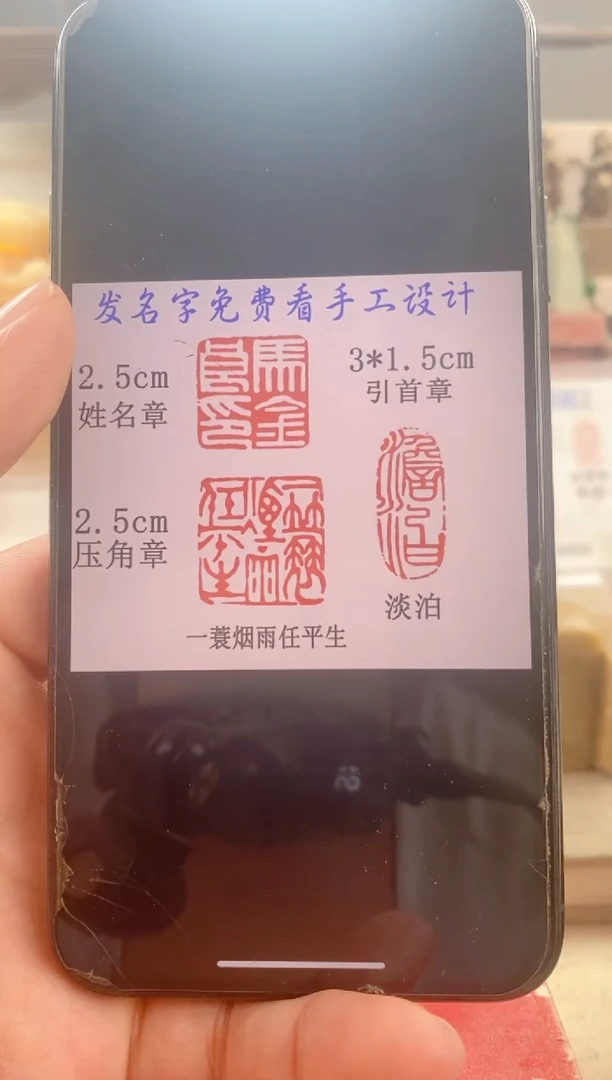 发名字免费看手工设计
2.5cm
姓名章
3*1.5cm
引首章
2.5cm
压角章
淡泊
一蓑烟雨任平生